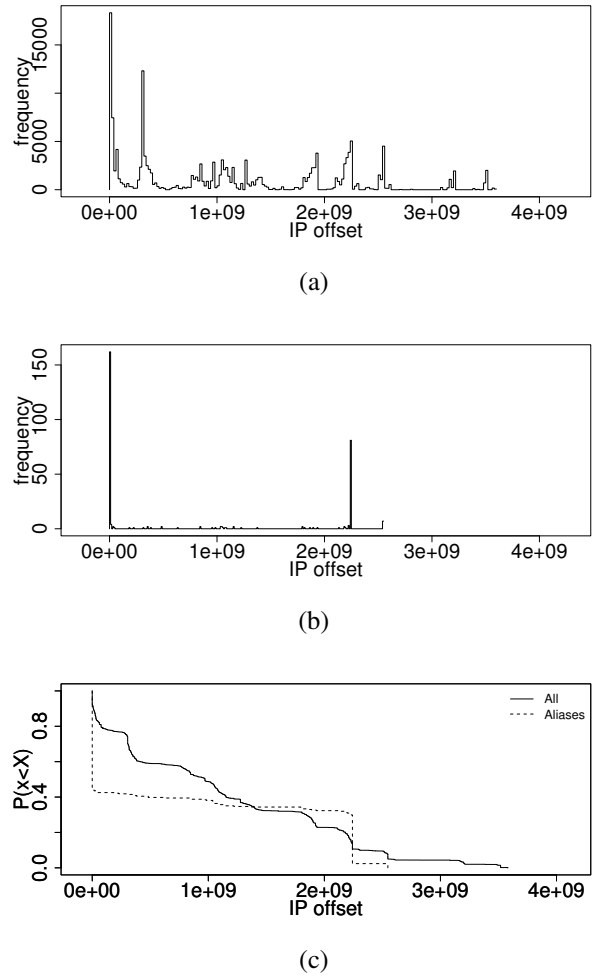 frequency
0
5000
15000
0e+00 1e+09 2e+09 3e+09 4e+09
IP offset
(a)
frequency
0
50
100
150
0e+00 1e+09 2e+09 3e+09 4e+09
IP offset
(b)
P(x<X)
0.0
0.4
0.8
All
Aliases
0e+00 1e+09 2e+09 3e+09 4e+09
IP offset
(c)